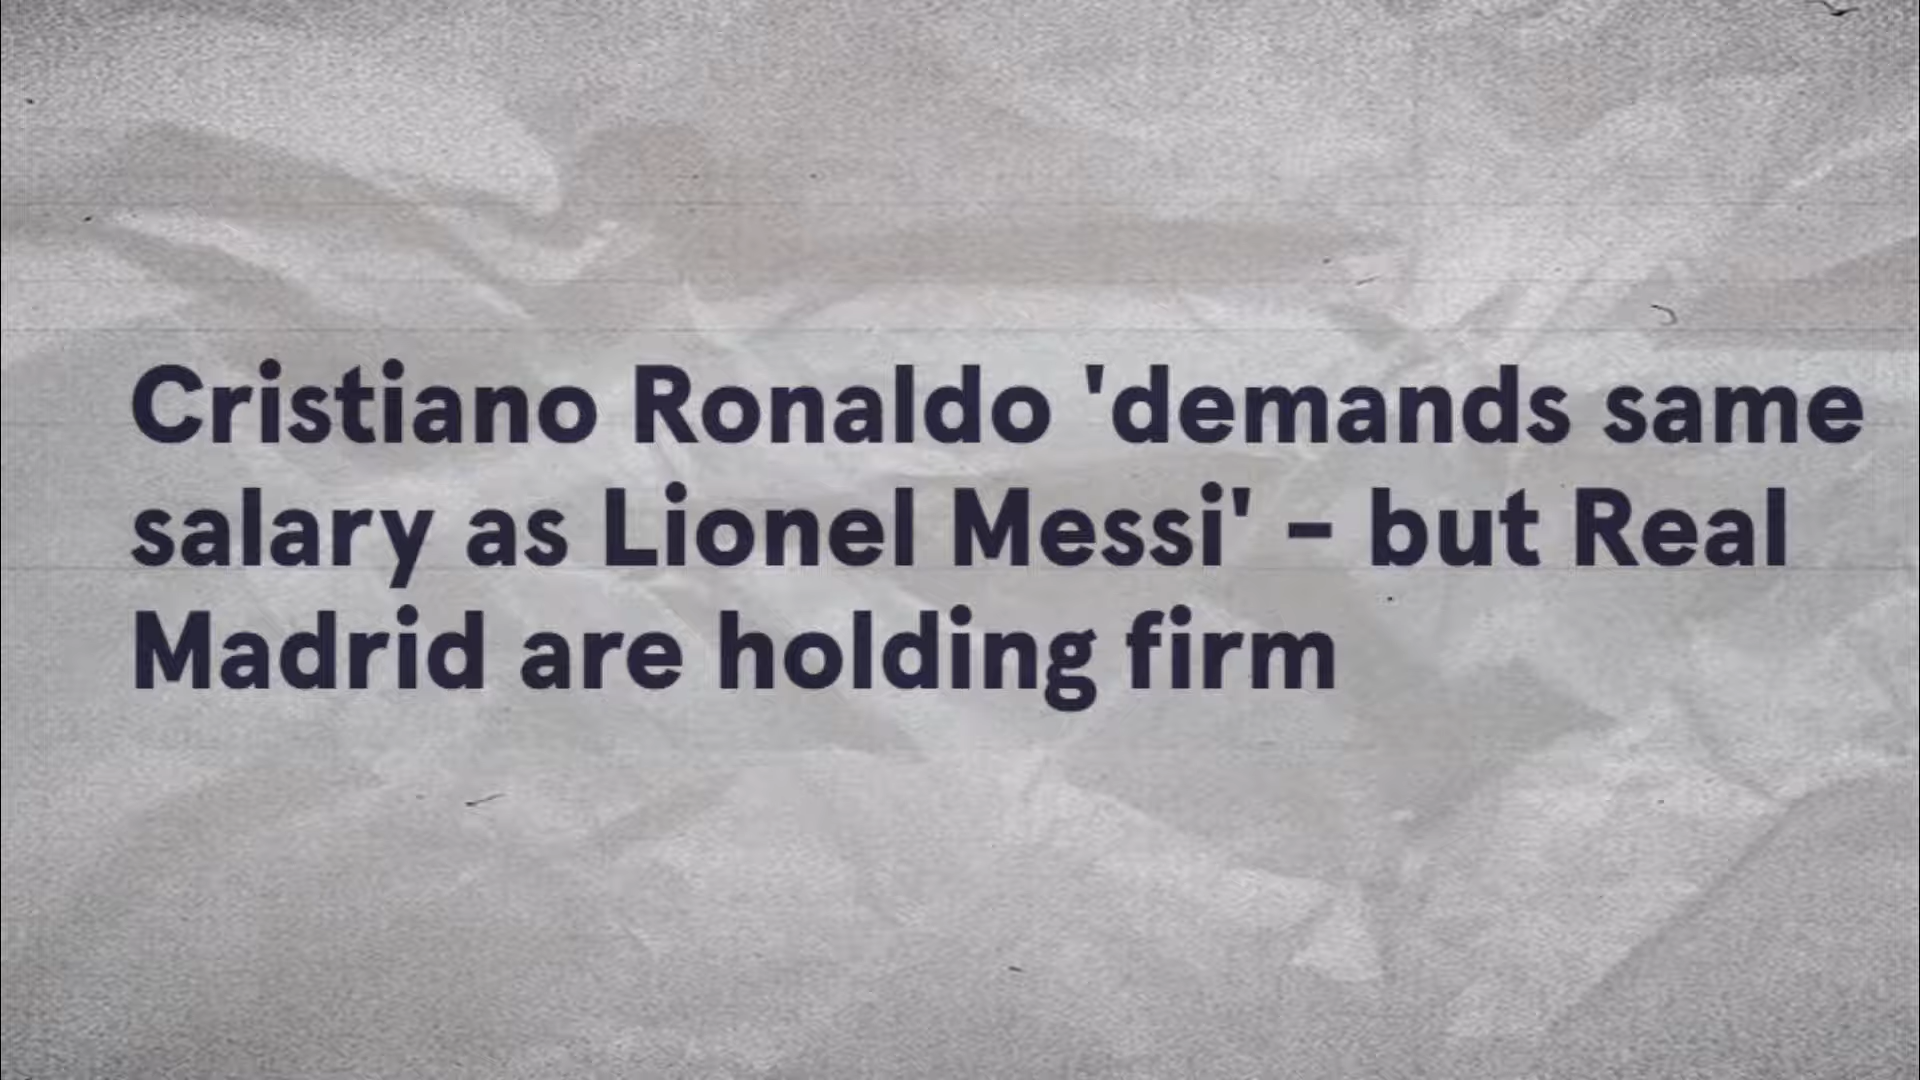 Cristiano Ronaldo 'demands same
salary as Lionel Messi' - but Real
Madrid are holding firm